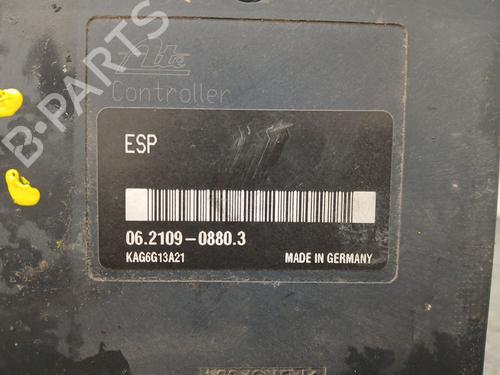 B-PARTS
Ate
Controller
ESP
06.2109-0880.3
KAG6G13A21
MADE IN GERMANY